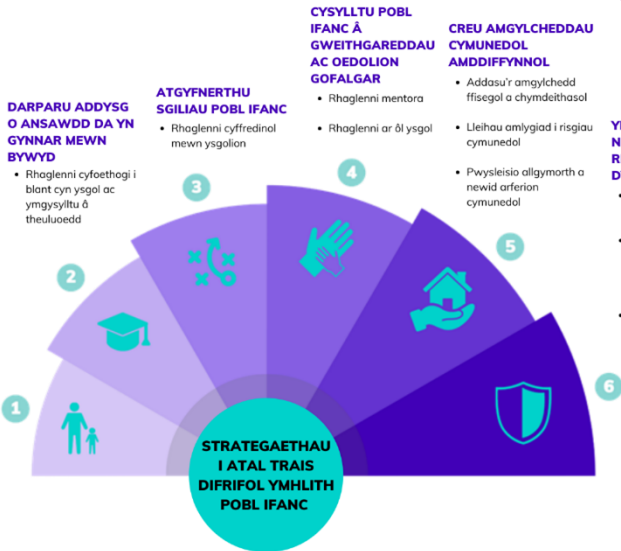 DARPARU ADDYSG
O ANSAWDD DA YN
GYNNAR MEWN
BYWYD
• Rhaglenni cyfoethogi i
blant cyn ysgol ac
ymgysylltu â
theuluoedd
ATGYFNERTHU
SGILIAU POBL IFANC
• Rhaglenni cyffredinol
mewn ysgolion
CYSYLLTU POBL
IFANC Â
GWEITHGAREDDAU
AC OEDOLION
GOFALGAR
• Rhaglenni mentora
• Rhaglenni ar ôl ysgol
CREU AMGYLCHEDDAU
CYMUNEDOL
AMDDIFFYNNOL
• Addasu'r amgylchedd
ffisegol a chymdeithasol
• Lleihau amlygiad i risgiau
cymunedol
• Pwysleisio allgymorth a
newid arferion
cymunedol
1
2
3
4
5
6
STRATEGAETHAU
I ATAL TRAIS
DIFRIFOL YMHLITH
POBL IFANC